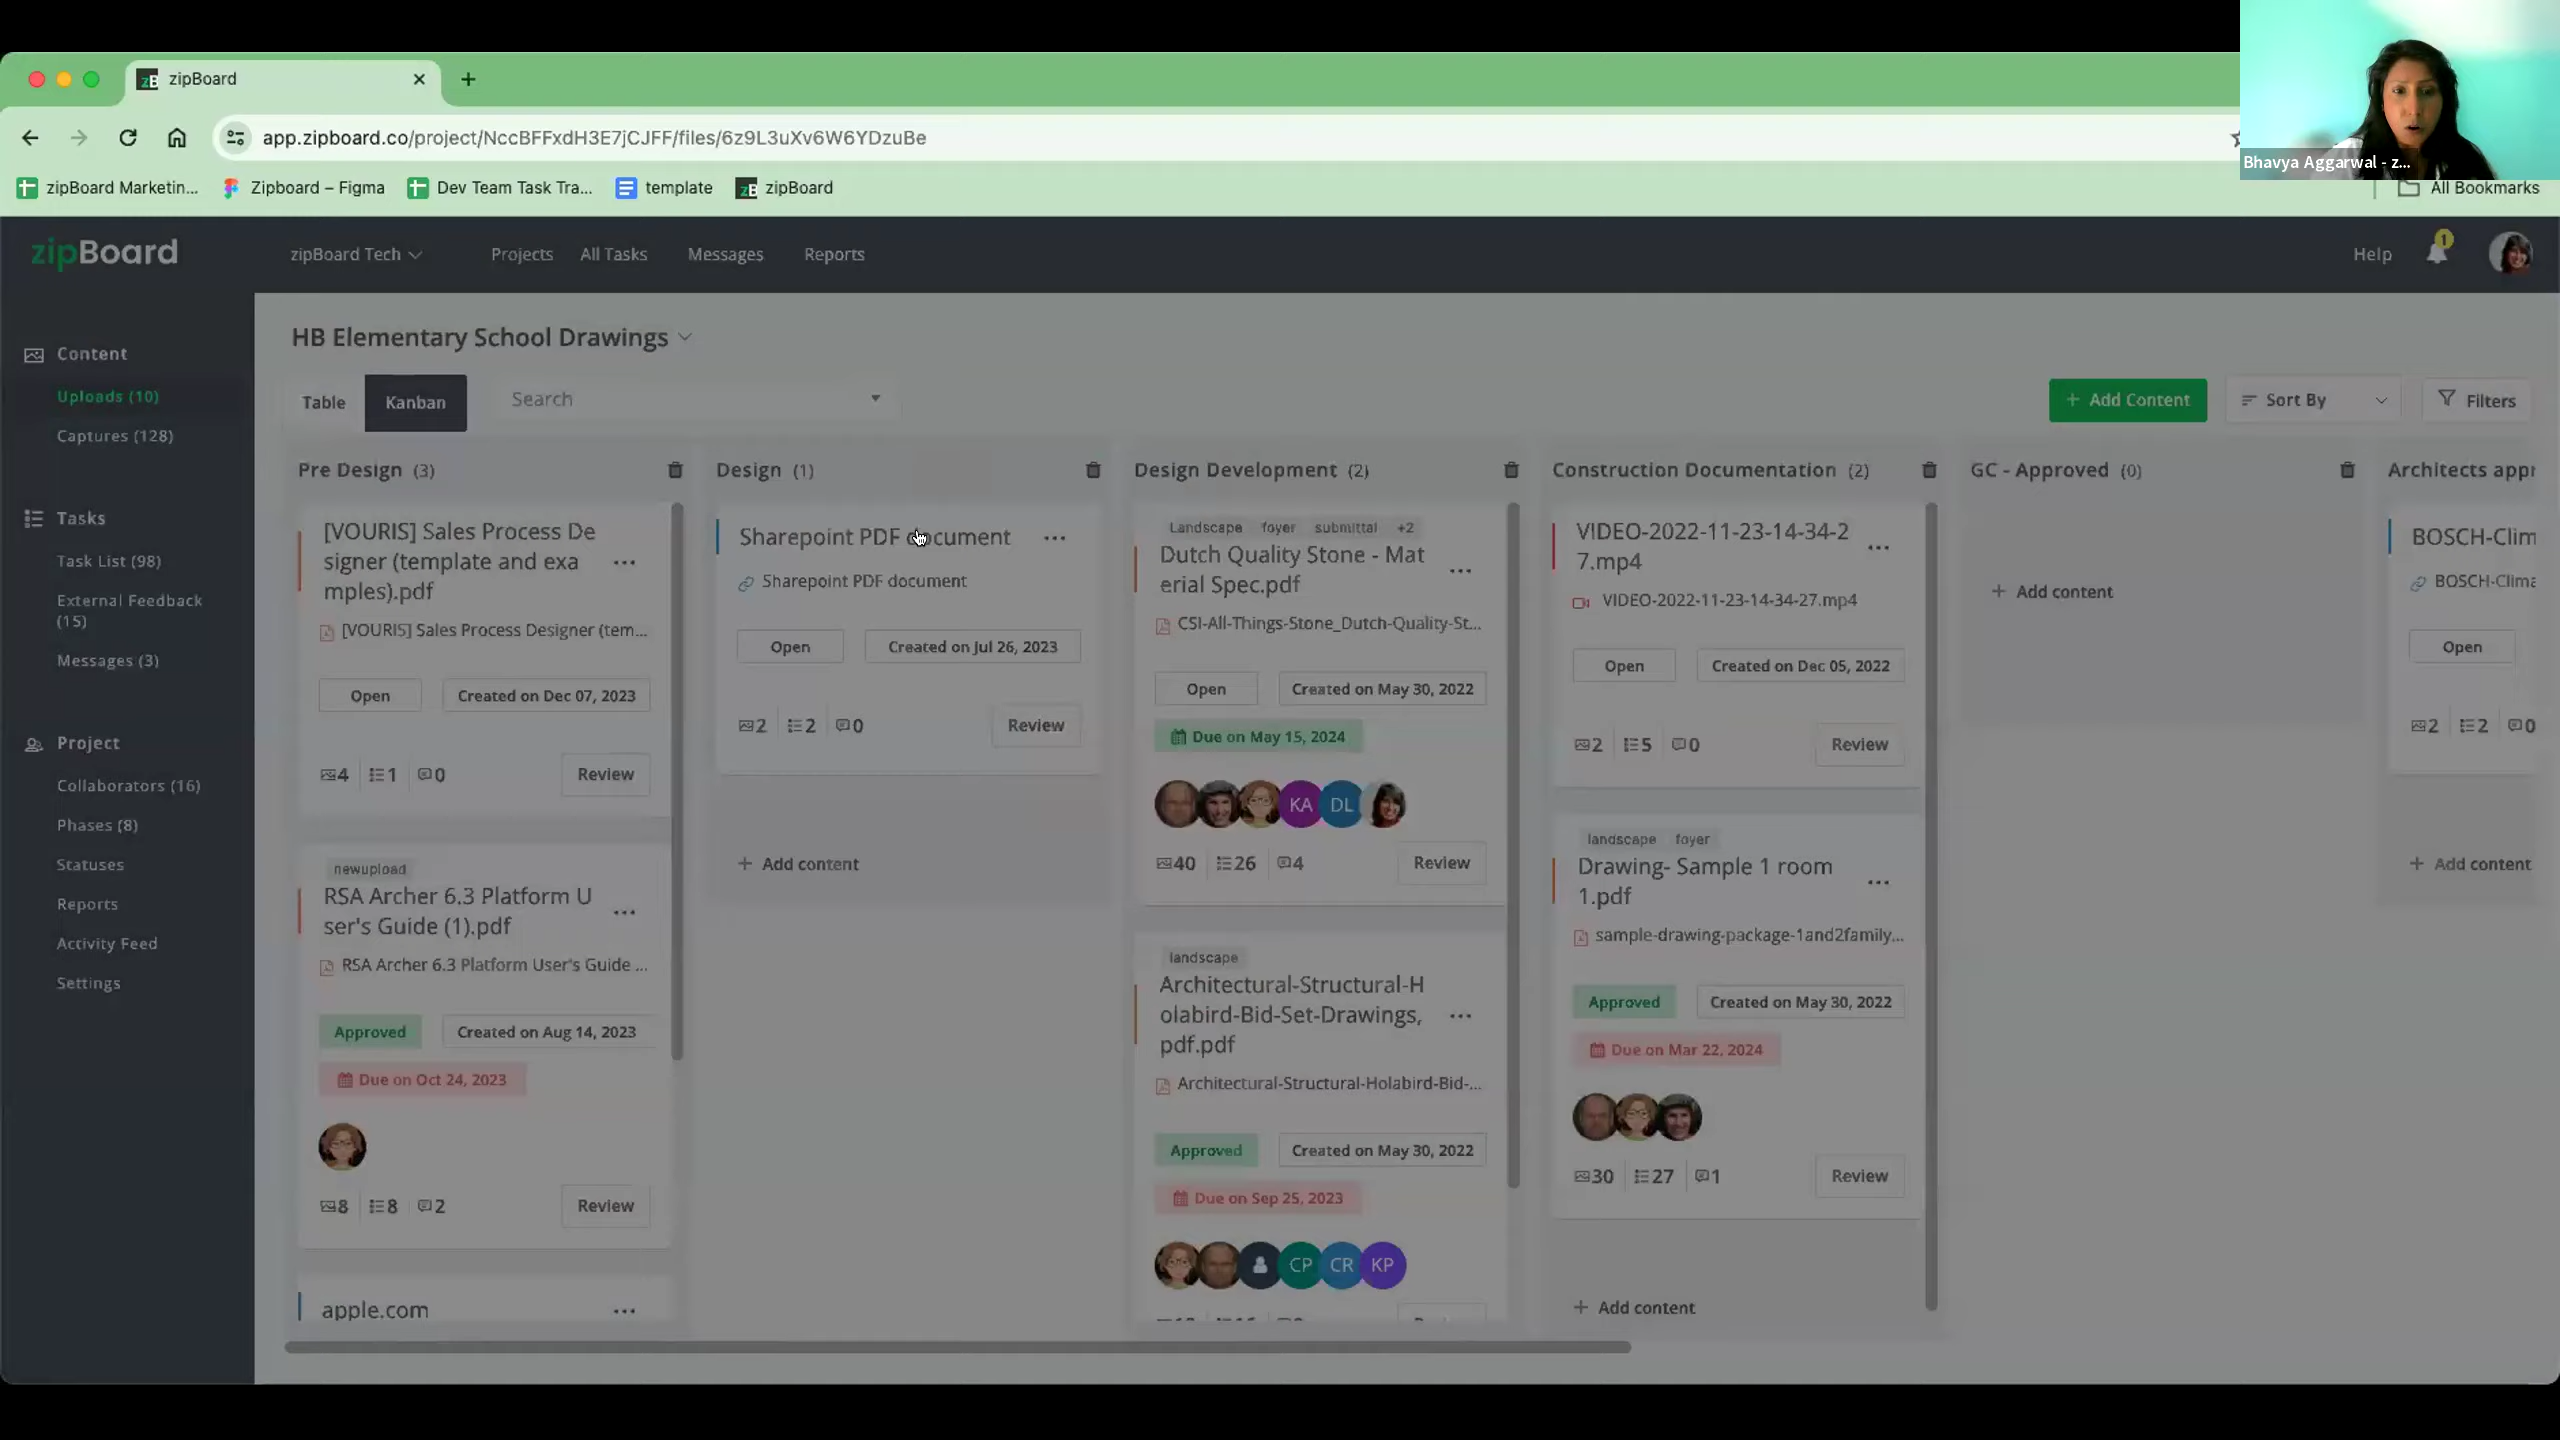 zipBoard
app.zipboard.co/project/NccBFFxdH3E7jCJFF/files/6z9L3uXv6W6YDzuBe
Bhavya Aggarwal - z...
zipBoard Marketin...
Zipboard – Figma
Dev Team Task Tra...
template
zipBoard
All Bookmarks
zipBoard
zipBoard Tech
Projects
All Tasks
Messages
Reports
Help
1
Content
Uploads (10)
Captures (128)
Tasks
Task List (98)
External Feedback
(15)
Messages (3)
Project
Collaborators (16)
Phases (8)
Statuses
Reports
Activity Feed
Settings
HB Elementary School Drawings
Table
Kanban
Search
+ Add Content
Sort By
Filters
Pre Design (3)
[VOURIS] Sales Process De
signer (template and exa
mples).pdf
...
[VOURIS] Sales Process Designer (tem...
Open
Created on Dec 07, 2023
4
1
0
Review
newupload
RSA Archer 6.3 Platform U
ser's Guide (1).pdf
...
RSA Archer 6.3 Platform User's Guide ...
Approved
Created on Aug 14, 2023
Due on Oct 24, 2023
8
8
2
Review
apple.com
...
Design (1)
Sharepoint PDF document
...
Sharepoint PDF document
Open
Created on Jul 26, 2023
2
2
0
Review
+ Add content
Design Development (2)
Landscape foyer submittal +2
Dutch Quality Stone - Mat
erial Spec.pdf
...
CSI-All-Things-Stone_Dutch-Quality-St...
Open
Created on May 30, 2022
Due on May 15, 2024
KA
DL
40
26
4
Review
landscape
Architectural-Structural-H
olabird-Bid-Set-Drawings,
pdf.pdf
...
Architectural-Structural-Holabird-Bid-...
Approved
Created on May 30, 2022
Due on Sep 25, 2023
CP
CR
KP
Construction Documentation (2)
VIDEO-2022-11-23-14-34-2
7.mp4
...
VIDEO-2022-11-23-14-34-27.mp4
Open
Created on Dec 05, 2022
2
5
0
Review
landscape foyer
Drawing- Sample 1 room
1.pdf
...
sample-drawing-package-1and2family...
Approved
Created on May 30, 2022
Due on Mar 22, 2024
30
27
1
Review
+ Add content
GC - Approved (0)
+ Add content
Architects appr
BOSCH-Clim
BOSCH-Clima
Open
2
2
0
+ Add content